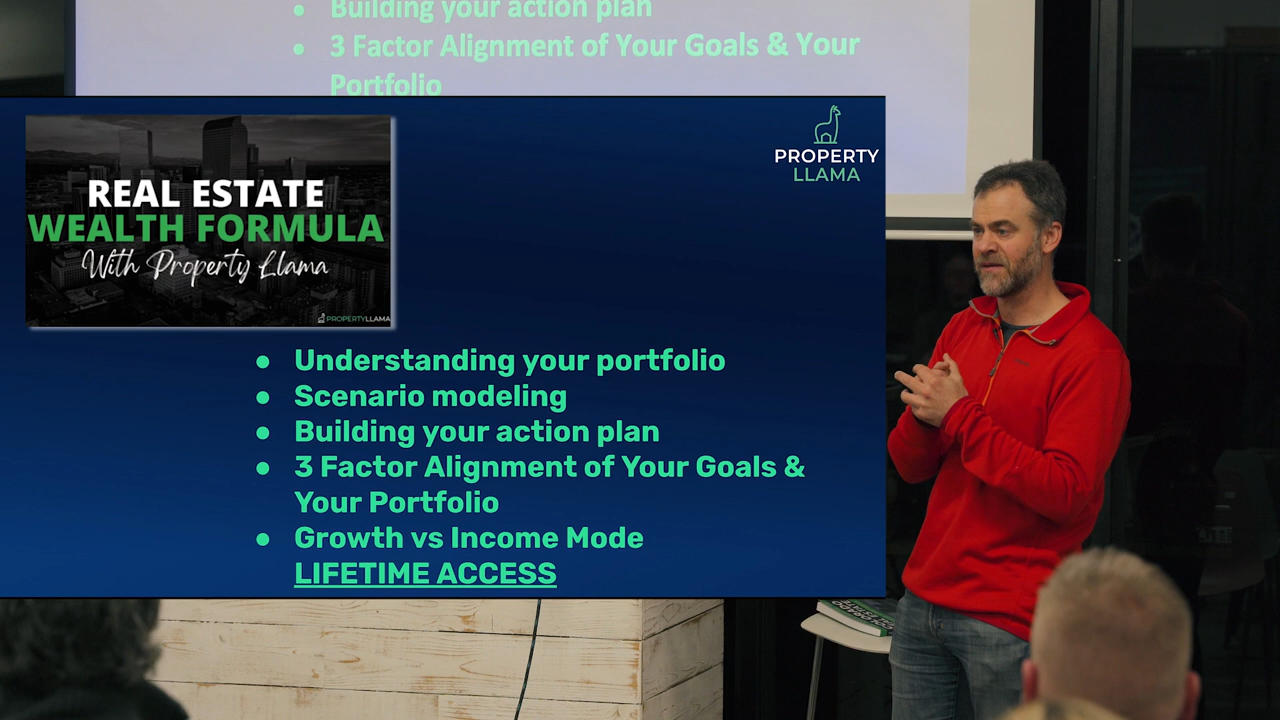 Building your action plan
3 Factor Alignment of Your Goals & Your
Portfolio
PROPERTY
LLAMA
REAL ESTATE
WEALTH FORMULA
With Property Llama
PROPERTYLLAMA
Understanding your portfolio
Scenario modeling
Building your action plan
3 Factor Alignment of Your Goals &
Your Portfolio
Growth vs Income Mode
LIFETIME ACCESS
COLORADO